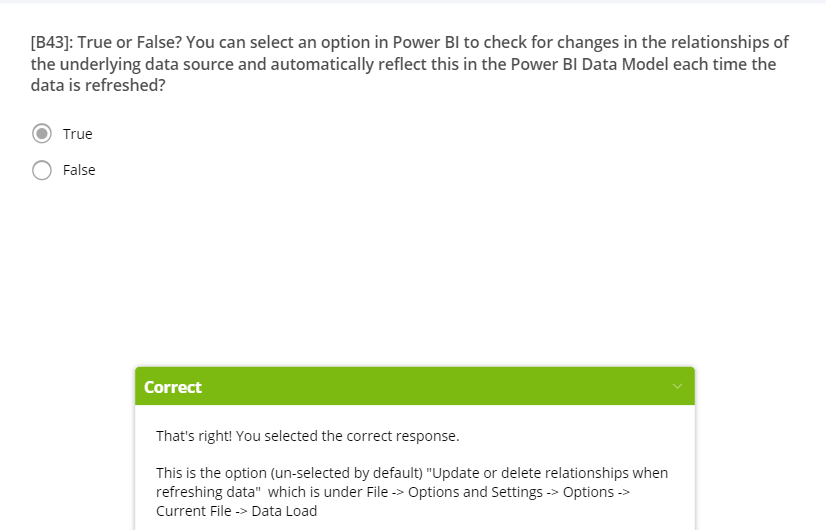 [B43]: True or False? You can select an option in Power BI to check for changes in the relationships of
the underlying data source and automatically reflect this in the Power BI Data Model each time the
data is refreshed?
True
False
Correct
That's right! You selected the correct response.
This is the option (un-selected by default) "Update or delete relationships when
refreshing data"  which is under File -> Options and Settings -> Options ->
Current File -> Data Load